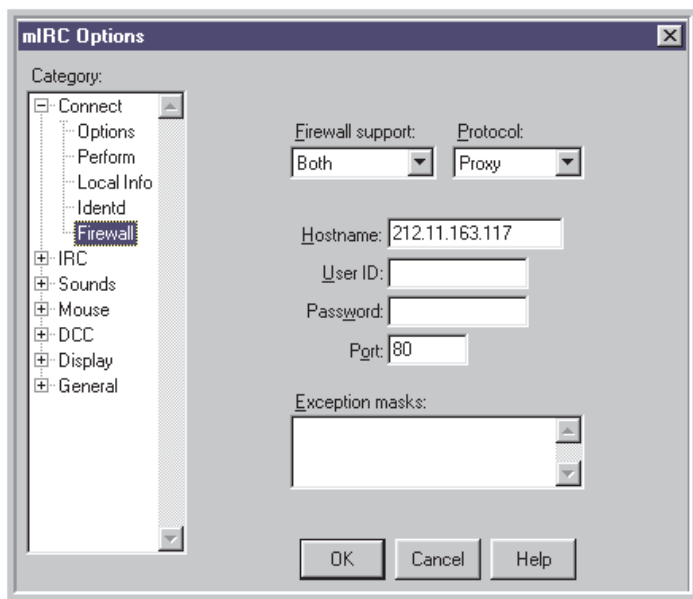 mIRC Options
Category:
Connect
Options
Perform
Local Info
Identd
Firewall
IRC
Sounds
Mouse
DCC
Display
General
Firewall support: Protocol:
Both Proxy
Hostname: 212.11.163.117
User ID:
Password:
Port: 80
Exception masks:
OK Cancel Help